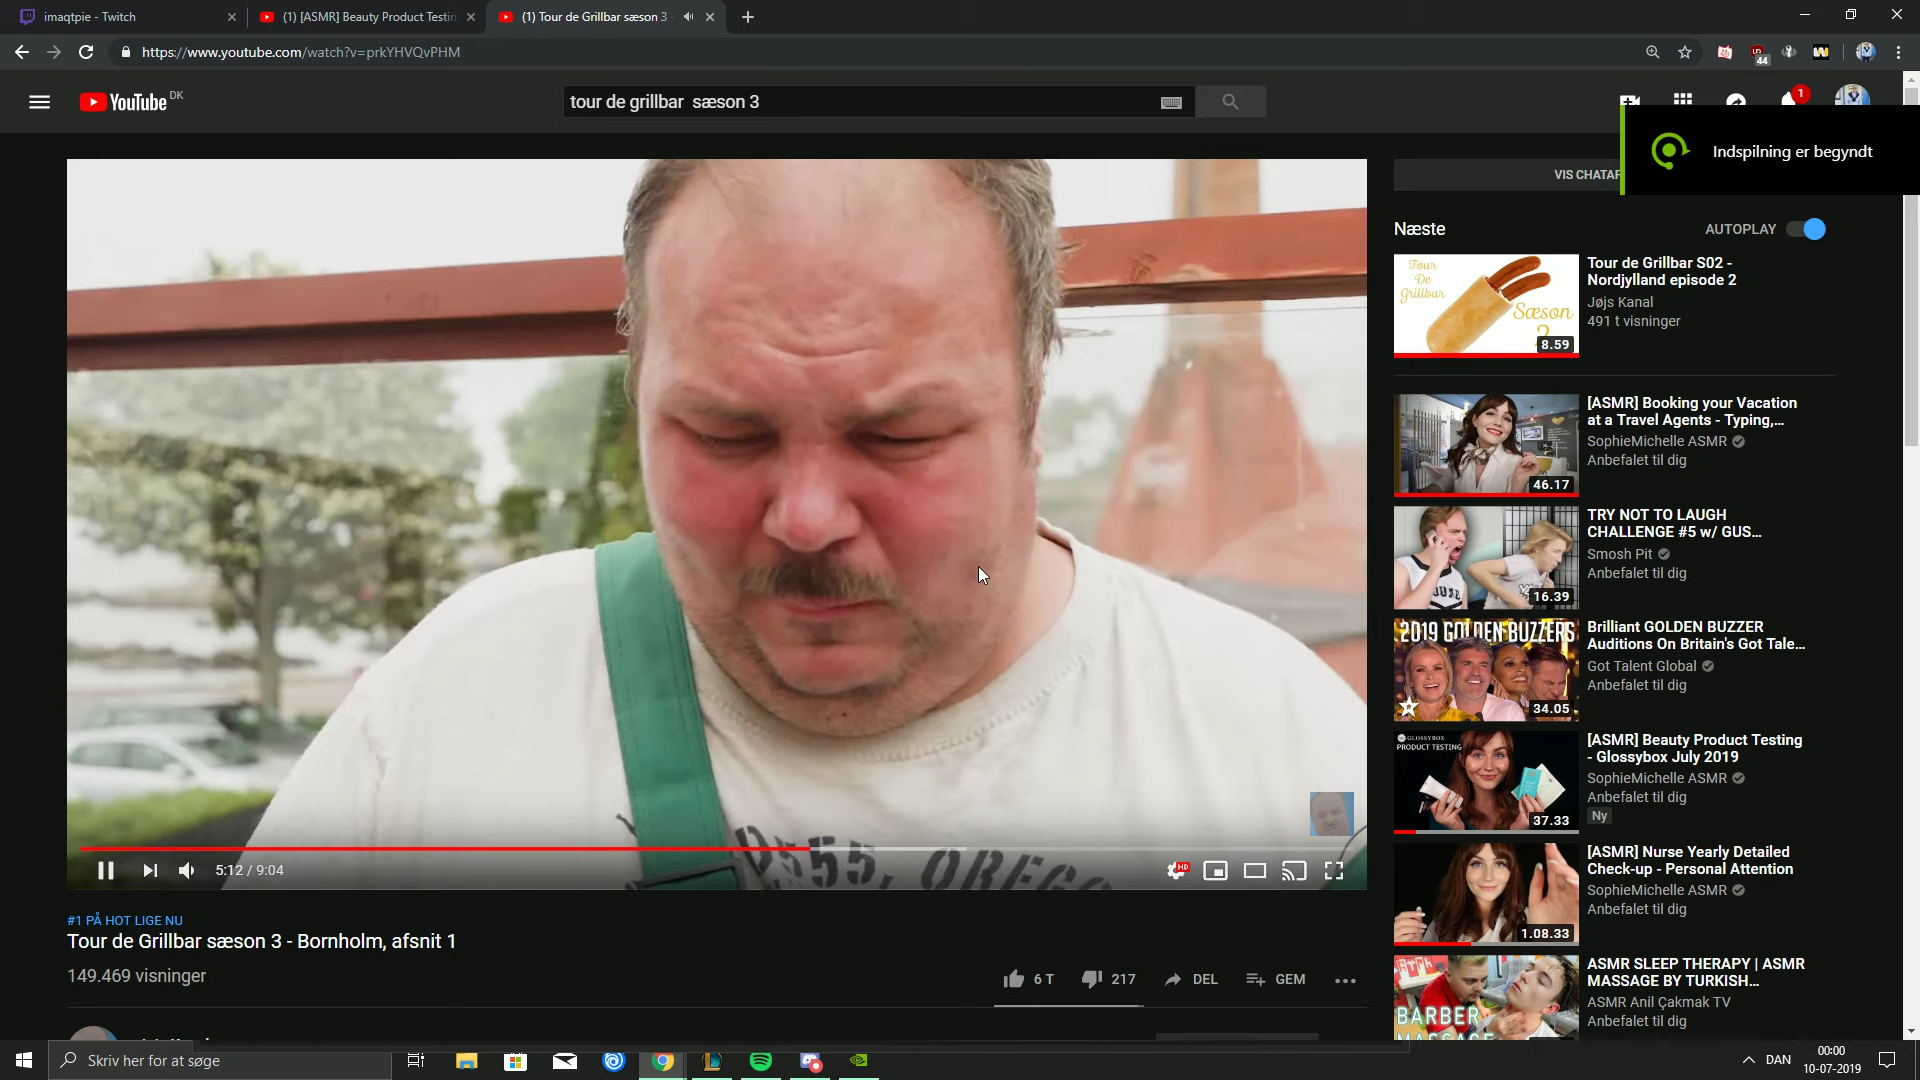 imaqtpie - Twitch
(1) [ASMR] Beauty Product Testin
(1) Tour de Grillbar sæson 3
https://www.youtube.com/watch?v=prkYHVQvPHM
44
YouTube DK
tour de grillbar sæson 3
1
Indspilning er begyndt
VIS CHATAF
Næste
AUTOPLAY
Tour De Grillbar
Sæson 2
8.59
Tour de Grillbar S02 -
Nordjylland episode 2
Jøjs Kanal
491 t visninger
46.17
[ASMR] Booking your Vacation
at a Travel Agents - Typing,...
SophieMichelle ASMR
Anbefalet til dig
16.39
TRY NOT TO LAUGH
CHALLENGE #5 w/ GUS...
Smosh Pit
Anbefalet til dig
2019 GOLDEN BUZZERS
34.05
Brilliant GOLDEN BUZZER
Auditions On Britain's Got Tale...
Got Talent Global
Anbefalet til dig
GLOSSYBOX
PRODUCT TESTING
37.33
[ASMR] Beauty Product Testing
- Glossybox July 2019
SophieMichelle ASMR
Anbefalet til dig
Ny
1.08.33
[ASMR] Nurse Yearly Detailed
Check-up - Personal Attention
SophieMichelle ASMR
Anbefalet til dig
BARBER
ASMR SLEEP THERAPY | ASMR
MASSAGE BY TURKISH...
ASMR Anil Çakmak TV
Anbefalet til dig
5:12 / 9:04
HD
#1 PÅ HOT LIGE NU
Tour de Grillbar sæson 3 - Bornholm, afsnit 1
149.469 visninger
6 T
217
DEL
GEM
Skriv her for at søge
DAN
00:00
10-07-2019